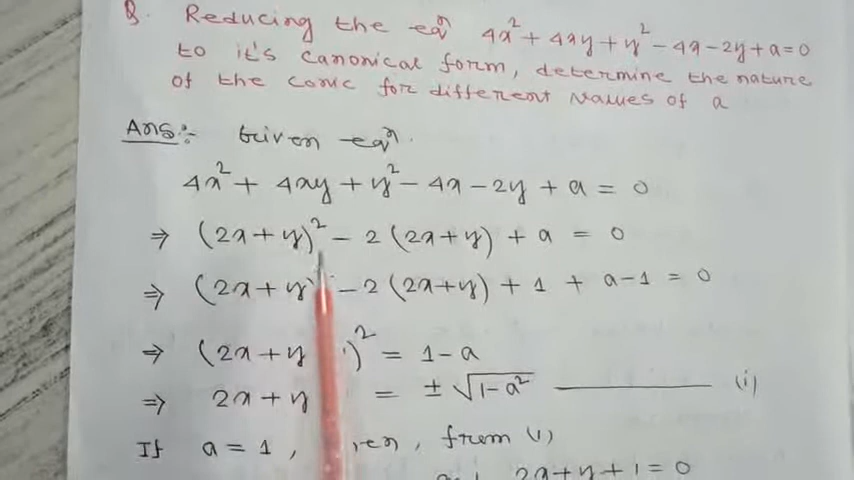 Q. Reducing the eqⁿ 4x² + 4xy + y² - 4x - 2y + a = 0
to it's canonical form, determine the nature
of the conic for different values of a
Ans:- Given eqⁿ.
4x² + 4xy + y² - 4x - 2y + a = 0
⇒ (2x + y)² - 2 (2x + y) + a = 0
⇒ (2x + y - 2 (2x + y) + 1 + a - 1 = 0
⇒ (2x + y )² = 1 - a
⇒ 2x + y = ± √1-a² (i)
If a = 1, from (1)
2x + y + 1 = 0